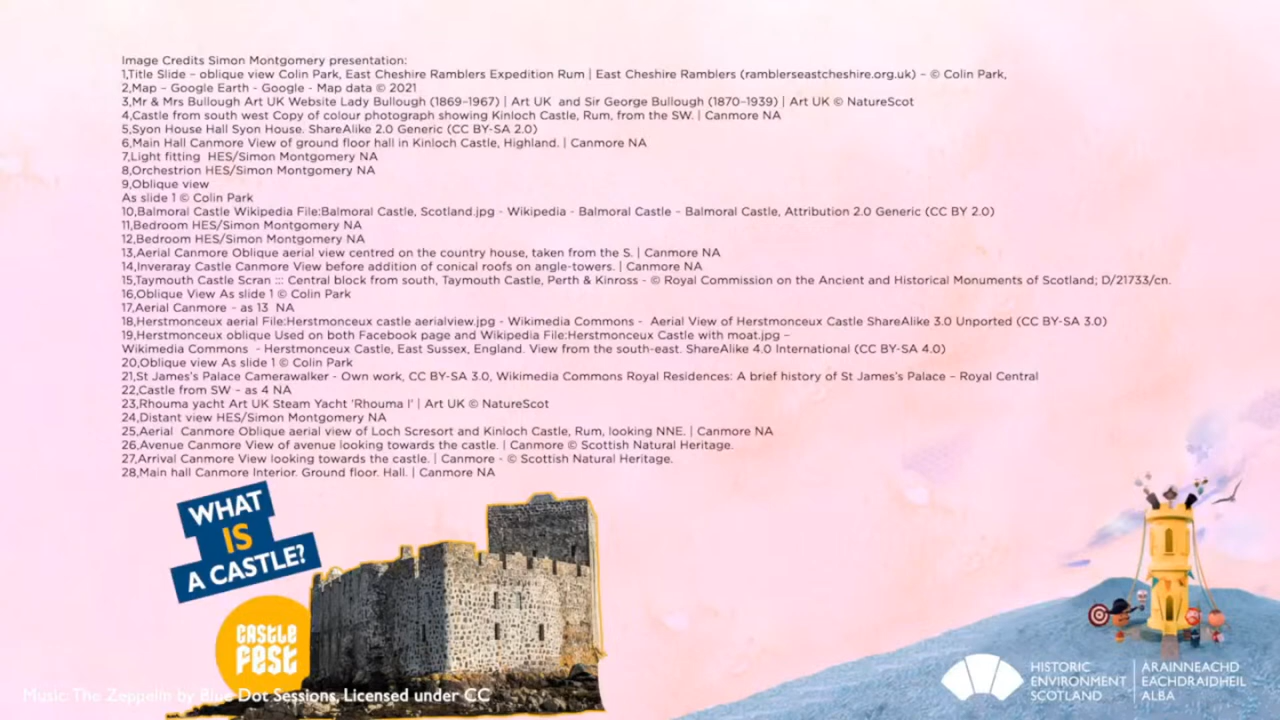 Image Credits Simon Montgomery presentation:
1,Title Slide – oblique view Colin Park, East Cheshire Ramblers Expedition Rum | East Cheshire Ramblers (ramblerseastcheshire.org.uk) – © Colin Park,
2,Map – Google Earth - Google - Map data © 2021
3,Mr & Mrs Bullough Art UK Website Lady Bullough (1869–1967) | Art UK and Sir George Bullough (1870–1939) | Art UK © NatureScot
4,Castle from south west Copy of colour photograph showing Kinloch Castle, Rum, from the SW. | Canmore NA
5,Syon House Hall Syon House. ShareAlike 2.0 Generic (CC BY-SA 2.0)
6,Main Hall Canmore View of ground floor hall in Kinloch Castle, Highland. | Canmore NA
7,Light fitting HES/Simon Montgomery NA
8,Orchestrion HES/Simon Montgomery NA
9,Oblique view
As slide 1 © Colin Park
10,Balmoral Castle Wikipedia File:Balmoral Castle, Scotland.jpg - Wikipedia - Balmoral Castle – Balmoral Castle, Attribution 2.0 Generic (CC BY 2.0)
11,Bedroom HES/Simon Montgomery NA
12,Bedroom HES/Simon Montgomery NA
13,Aerial Canmore Oblique aerial view centred on the country house, taken from the S. | Canmore NA
14,Inveraray Castle Canmore View before addition of conical roofs on angle-towers. | Canmore NA
15,Taymouth Castle Scran ::: Central block from south, Taymouth Castle, Perth & Kinross - © Royal Commission on the Ancient and Historical Monuments of Scotland; D/21733/cn.
16,Oblique View As slide 1 © Colin Park
17,Aerial Canmore – as 13 NA
18,Herstmonceux aerial File:Herstmonceux castle aerialview.jpg - Wikimedia Commons - Aerial View of Herstmonceux Castle ShareAlike 3.0 Unported (CC BY-SA 3.0)
19,Herstmonceux oblique Used on both Facebook page and Wikipedia File:Herstmonceux Castle with moat.jpg –
Wikimedia Commons - Herstmonceux Castle, East Sussex, England. View from the south-east. ShareAlike 4.0 International (CC BY-SA 4.0)
20,Oblique view As slide 1 © Colin Park
21,St James's Palace Camerawalker - Own work, CC BY-SA 3.0, Wikimedia Commons Royal Residences: A brief history of St James's Palace – Royal Central
22,Castle from SW – as 4 NA
23,Rhouma yacht Art UK Steam Yacht 'Rhouma I' | Art UK © NatureScot
24,Distant view HES/Simon Montgomery NA
25,Aerial Canmore Oblique aerial view of Loch Scresort and Kinloch Castle, Rum, looking NNE. | Canmore NA
26,Avenue Canmore View of avenue looking towards the castle. | Canmore © Scottish Natural Heritage.
27,Arrival Canmore View looking towards the castle. | Canmore - © Scottish Natural Heritage.
28,Main hall Canmore Interior. Ground floor. Hall. | Canmore NA
WHAT
IS
A CASTLE?
CASTLE
FEST
Music: The Zeppelin by Blue Dot Sessions, Licensed under CC
HISTORIC
ENVIRONMENT
SCOTLAND
ÀRAINNEACHD
EACHDRAIDHEIL
ALBA